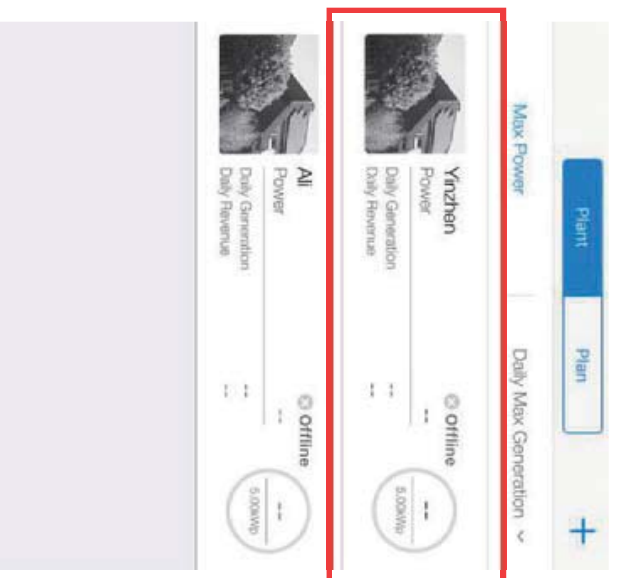 Plant Plan +
Max Power Daily Max Generation
Yinzhen Offline
Power --
Daily Generation --
Daily Revenue --
--
5.00kWp
Ali Offline
Power --
Daily Generation --
Daily Revenue --
--
5.00kWp